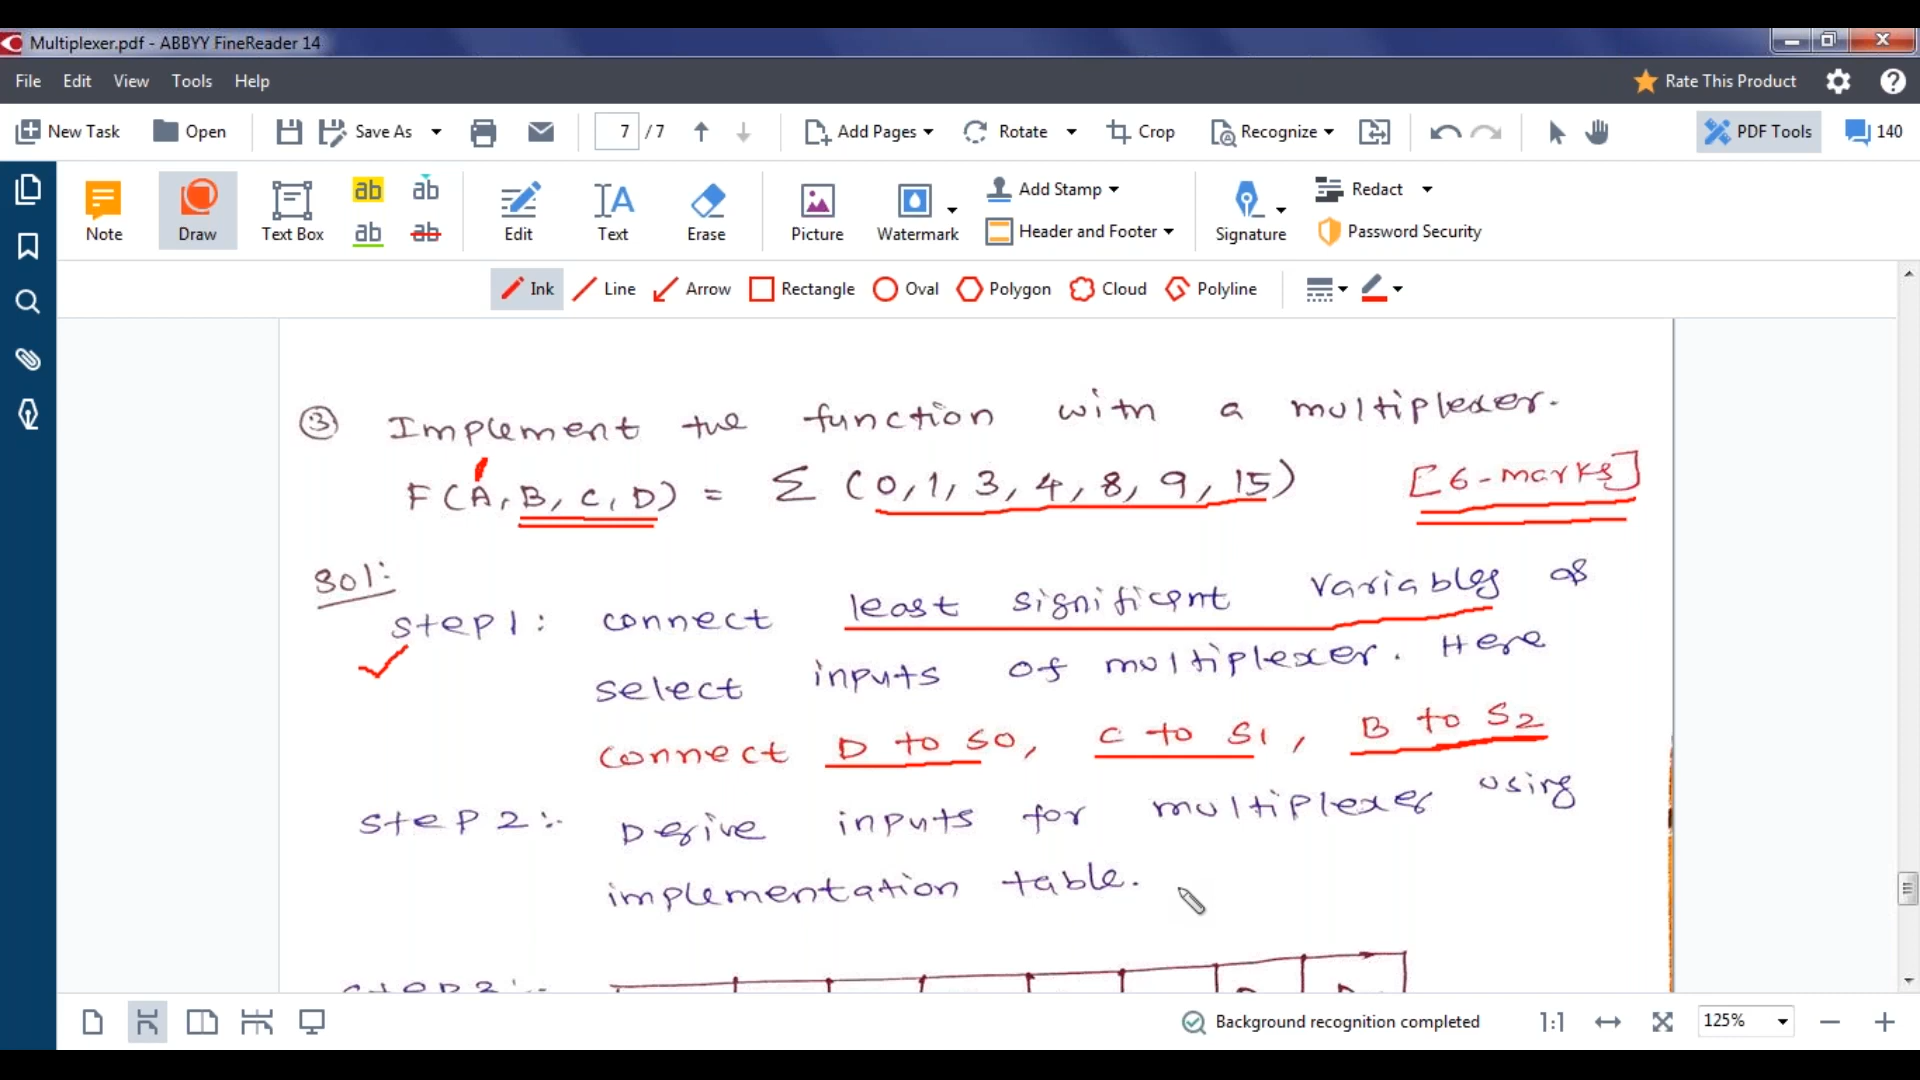 Multiplexer.pdf - ABBYY FineReader 14
File Edit View Tools Help
Rate This Product
New Task Open Save As 7 / 7 Add Pages Rotate Crop Recognize PDF Tools 140
Note Draw Text Box ab ab ab ab Edit Text Erase Picture Watermark Add Stamp Header and Footer Signature Redact Password Security
Ink Line Arrow Rectangle Oval Polygon Cloud Polyline
③ Implement the function with a multiplexer.
F(A, B, C, D) = Σ (0, 1, 3, 4, 8, 9, 15) [6-marks]
Sol:
Step 1: connect least significant variables as
select inputs of multiplexer. Here
connect D to S0, C to S1, B to S2
Step 2:- Derive inputs for multiplexer using
implementation table.
Background recognition completed 1:1 125%